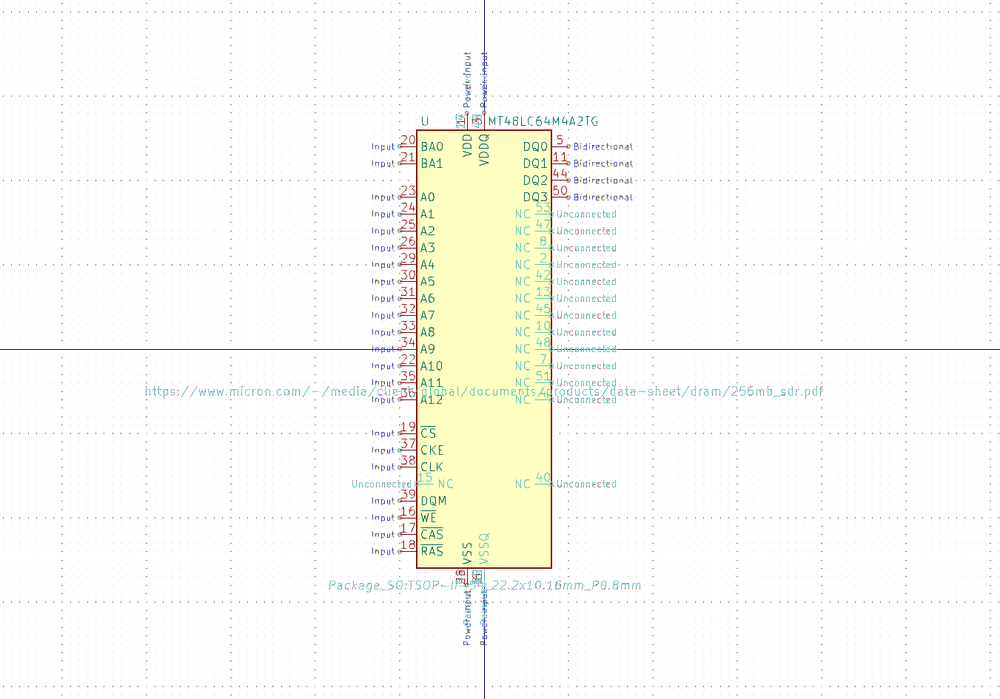 Power input Power input
U MT48LC64M4A2TG
VDD VDDQ
Input 20 BA0 DQ0 5 Bidirectional
Input 21 BA1 DQ1 11 Bidirectional
DQ2 44 Bidirectional
Input 23 A0 DQ3 50 Bidirectional
Input 24 A1 NC 53 Unconnected
Input 25 A2 NC 47 Unconnected
Input 26 A3 NC 8 Unconnected
Input 29 A4 NC 2 Unconnected
Input 30 A5 NC 42 Unconnected
Input 31 A6 NC 13 Unconnected
Input 32 A7 NC 45 Unconnected
Input 33 A8 NC 10 Unconnected
Input 34 A9 NC 48 Unconnected
Input 22 A10 NC 7 Unconnected
Input 35 A11 NC 51 Unconnected
https://www.micron.com/-/media/client/global/documents/products/data-sheet/dram/256mb_sdr.pdf
Input 36 A12 NC Unconnected
Input 19 CS
Input 37 CKE
Input 38 CLK
Unconnected 15 NC NC 40 Unconnected
Input 39 DQM
Input 16 WE
Input 17 CAS
Input 18 RAS
VSS VSSQ
Package_SO:TSOP-II-54_22.2x10.16mm_P0.8mm
Power input Power input